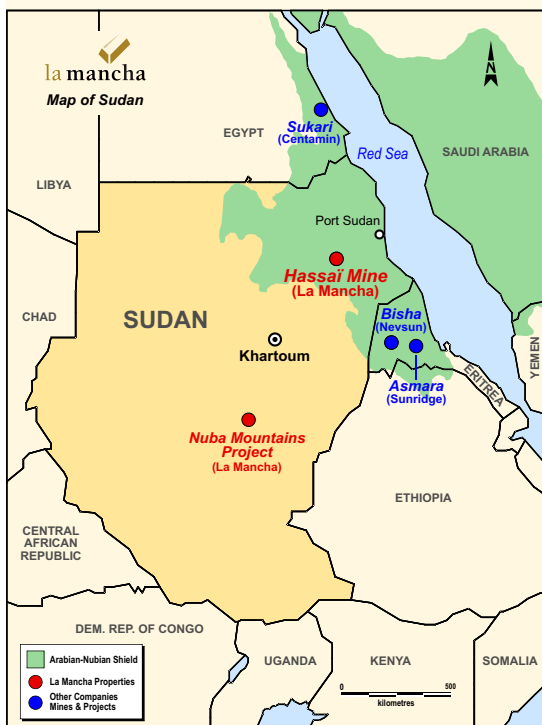 la mancha
Map of Sudan
EGYPT
Sukari
(Centamin)
Red Sea
SAUDI ARABIA
LIBYA
Port Sudan
Hassaï Mine
(La Mancha)
CHAD
SUDAN
Bisha
(Nevsun)
Khartoum
YEMEN
ERITREA
Asmara
(Sunridge)
Nuba Mountains
Project
(La Mancha)
ETHIOPIA
CENTRAL
AFRICAN
REPUBLIC
DEM. REP. OF CONGO
UGANDA
KENYA
SOMALIA
Arabian-Nubian Shield
La Mancha Properties
Other Companies
Mines & Projects
0 500
kilometres